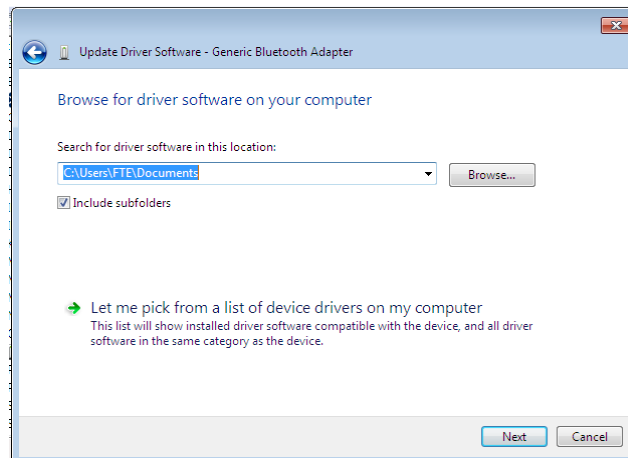 Update Driver Software - Generic Bluetooth Adapter
Browse for driver software on your computer
Search for driver software in this location:
C:\Users\FTE\Documents
Browse...
Include subfolders
Let me pick from a list of device drivers on my computer
This list will show installed driver software compatible with the device, and all driver
software in the same category as the device.
Next
Cancel